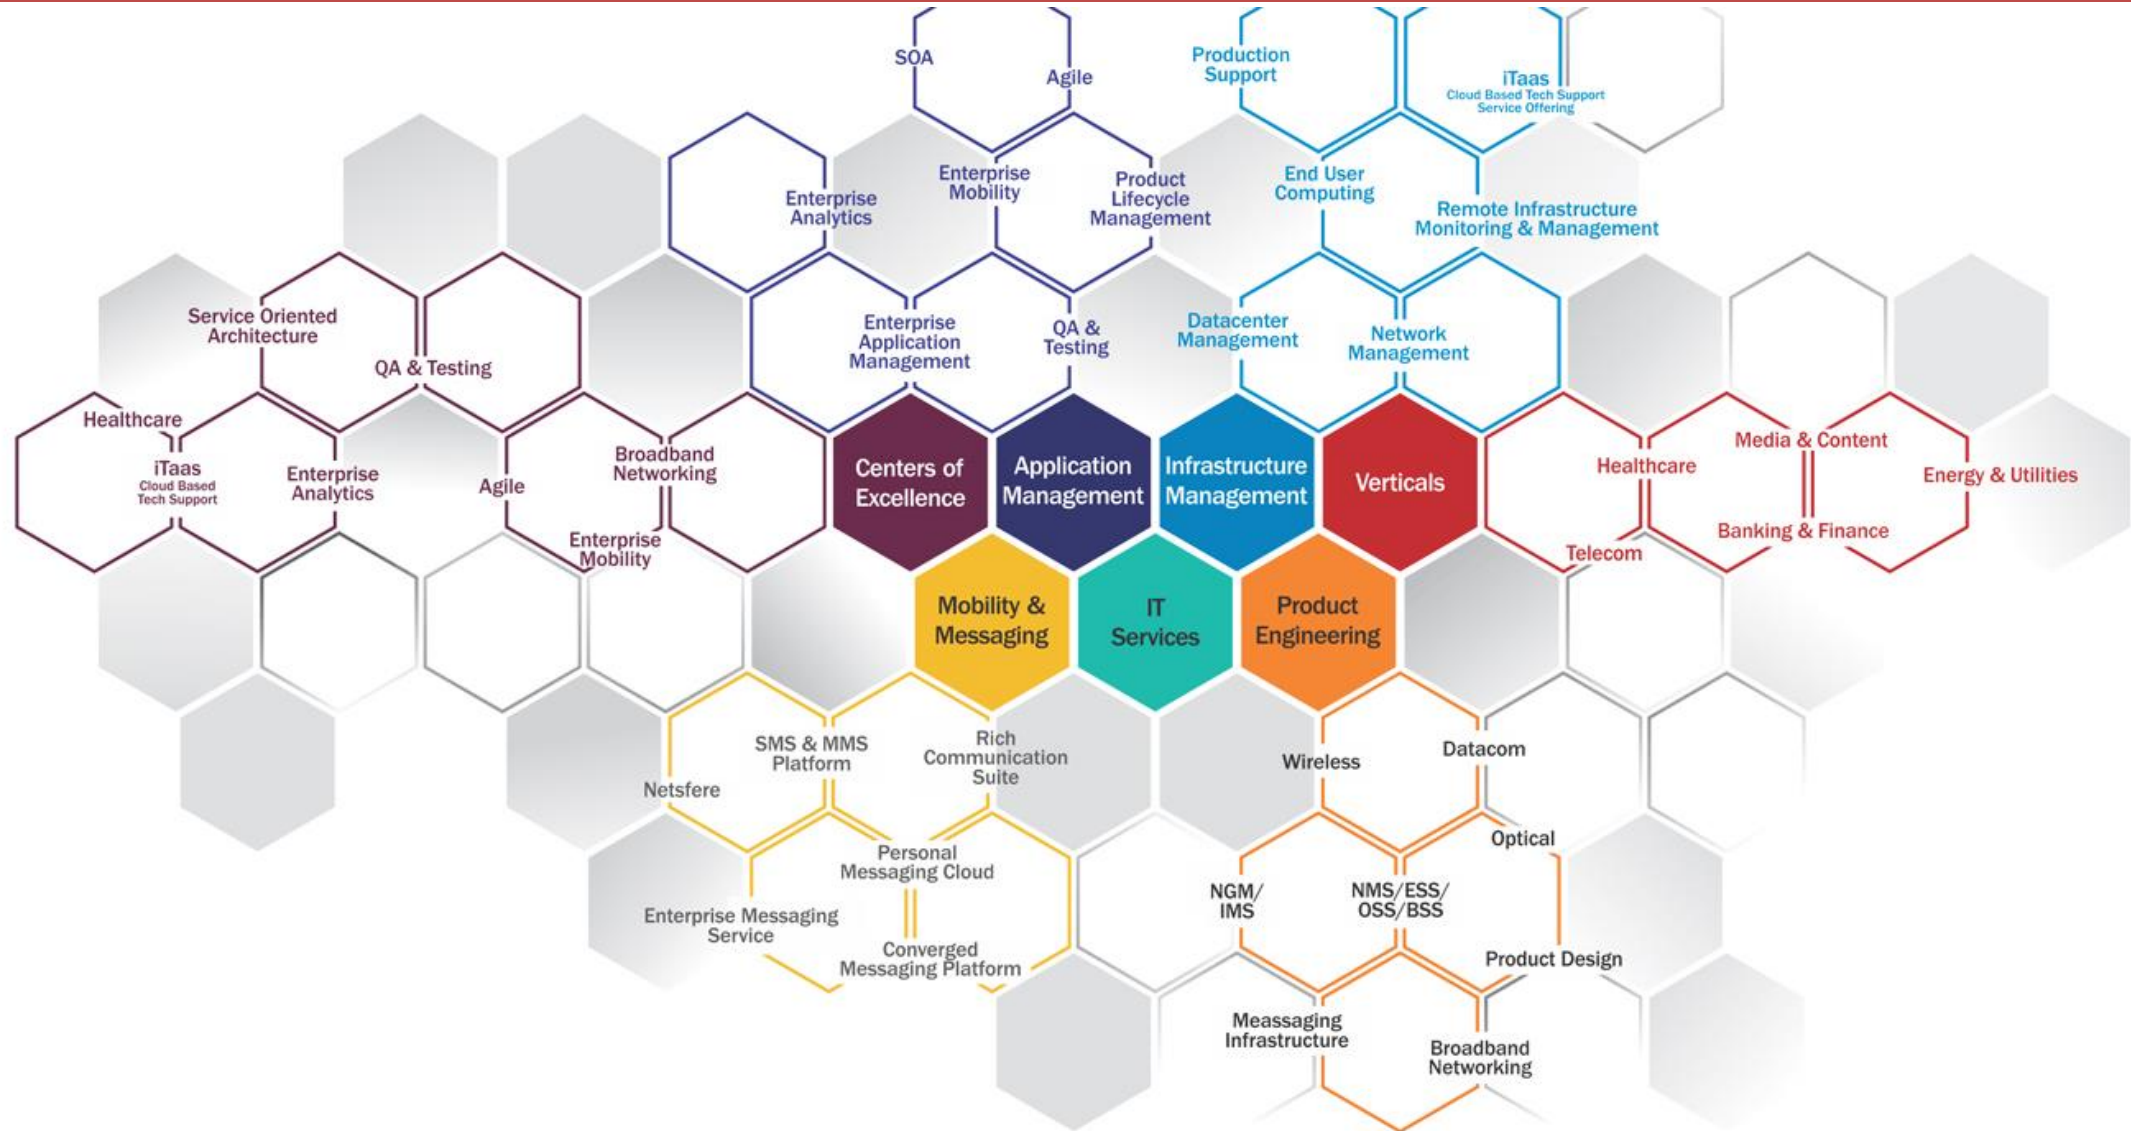 SOA
Agile
Production
Support
iTaas
Cloud Based Tech Support
Service Offering
Enterprise
Analytics
Enterprise
Mobility
Product
Lifecycle
Management
End User
Computing
Remote Infrastructure
Monitoring & Management
Service Oriented
Architecture
QA & Testing
Enterprise
Application
Management
QA &
Testing
Datacenter
Management
Network
Management
Healthcare
iTaas
Cloud Based
Tech Support
Enterprise
Analytics
Agile
Broadband
Networking
Enterprise
Mobility
Centers of
Excellence
Application
Management
Infrastructure
Management
Verticals
Healthcare
Media & Content
Energy & Utilities
Banking & Finance
Telecom
Mobility &
Messaging
IT
Services
Product
Engineering
SMS & MMS
Platform
Rich
Communication
Suite
Netsfere
Personal
Messaging Cloud
Enterprise Messaging
Service
Converged
Messaging Platform
Wireless
Datacom
Optical
NGM/
IMS
NMS/ESS/
OSS/BSS
Product Design
Meassaging
Infrastructure
Broadband
Networking